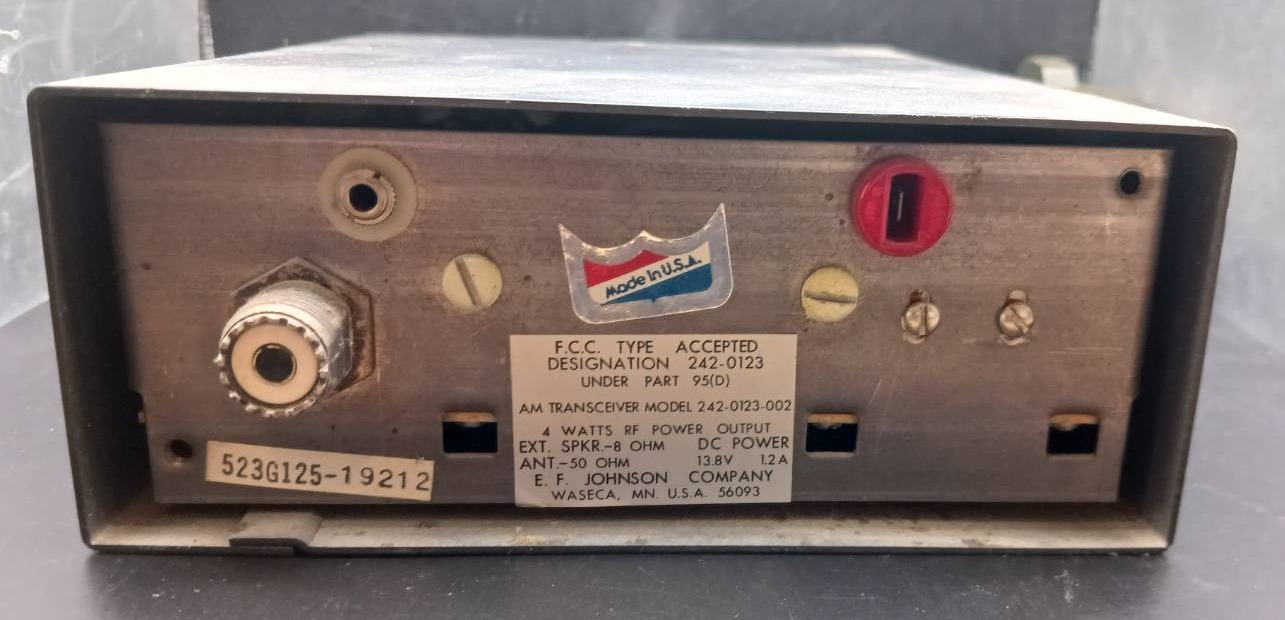 Made In U.S.A.
F.C.C. TYPE ACCEPTED
DESIGNATION 242-0123
UNDER PART 95(D)
AM TRANSCEIVER MODEL 242-0123-002
4 WATTS RF POWER OUTPUT
EXT. SPKR-8 OHM DC POWER
ANT.-50 OHM 13.8V 1.2A
E. F. JOHNSON COMPANY
WASECA, MN. U.S.A. 56093
523G125-19212